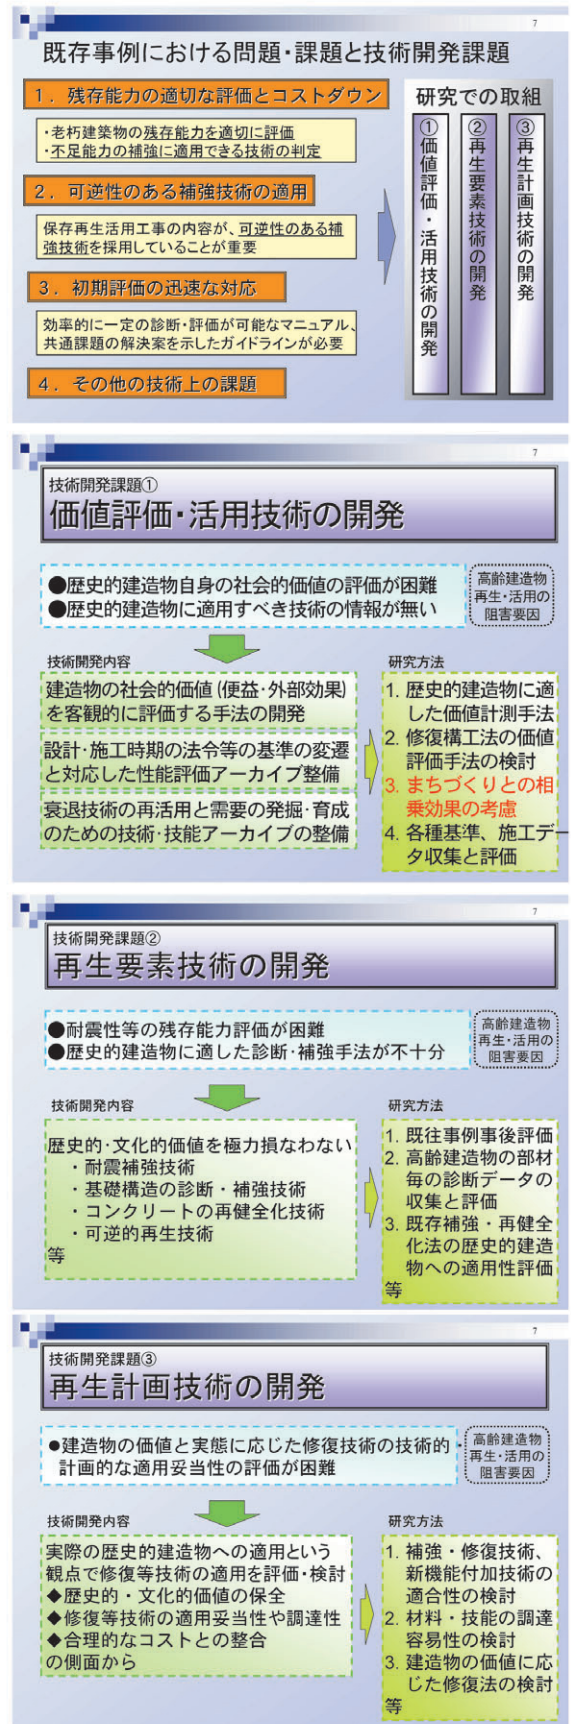 7
既存事例における問題・課題と技術開発課題
1．残存能力の適切な評価とコストダウン
・老朽建築物の残存能力を適切に評価
・不足能力の補強に適用できる技術の判定
2．可逆性のある補強技術の適用
保存再生活用工事の内容が、可逆性のある補
強技術を採用していることが重要
3．初期評価の迅速な対応
効率的に一定の診断・評価が可能なマニュアル、
共通課題の解決案を示したガイドラインが必要
4．その他の技術上の課題
研究での取組
①価値評価・活用技術の開発
②再生要素技術の開発
③再生計画技術の開発
7
技術開発課題①
価値評価・活用技術の開発
●歴史的建造物自身の社会的価値の評価が困難
●歴史的建造物に適用すべき技術の情報が無い
高齢建造物
再生・活用の
阻害要因
技術開発内容
建造物の社会的価値（便益・外部効果）
を客観的に評価する手法の開発
設計・施工時期の法令等の基準の変遷
と対応した性能評価アーカイブ整備
衰退技術の再活用と需要の発掘・育成
のための技術・技能アーカイブの整備
研究方法
1. 歴史的建造物に適
した価値計測手法
2. 修復構工法の価値
評価手法の検討
3. まちづくりとの相
乗効果の考慮
4. 各種基準、施工デー
タ収集と評価
7
技術開発課題②
再生要素技術の開発
●耐震性等の残存能力評価が困難
●歴史的建造物に適した診断・補強手法が不十分
高齢建造物
再生・活用の
阻害要因
技術開発内容
歴史的・文化的価値を極力損なわない
・耐震補強技術
・基礎構造の診断・補強技術
・コンクリートの再健全化技術
・可逆的再生技術
等
研究方法
1. 既往事例事後評価
2. 高齢建造物の部材
毎の診断データの
収集と評価
3. 既存補強・再健全
化法の歴史的建造
物への適用性評価
等
7
技術開発課題③
再生計画技術の開発
●建造物の価値と実態に応じた修復技術の技術的・
計画的な適用妥当性の評価が困難
高齢建造物
再生・活用の
阻害要因
技術開発内容
実際の歴史的建造物への適用という
観点で修復等技術の適用を評価・検討
◆歴史的・文化的価値の保全
◆修復等技術の適用妥当性や調達性
◆合理的なコストとの整合
の側面から
研究方法
1. 補強・修復技術、
新機能付加技術の
適合性の検討
2. 材料・技能の調達
容易性の検討
3. 建造物の価値に応
じた修復法の検討
等